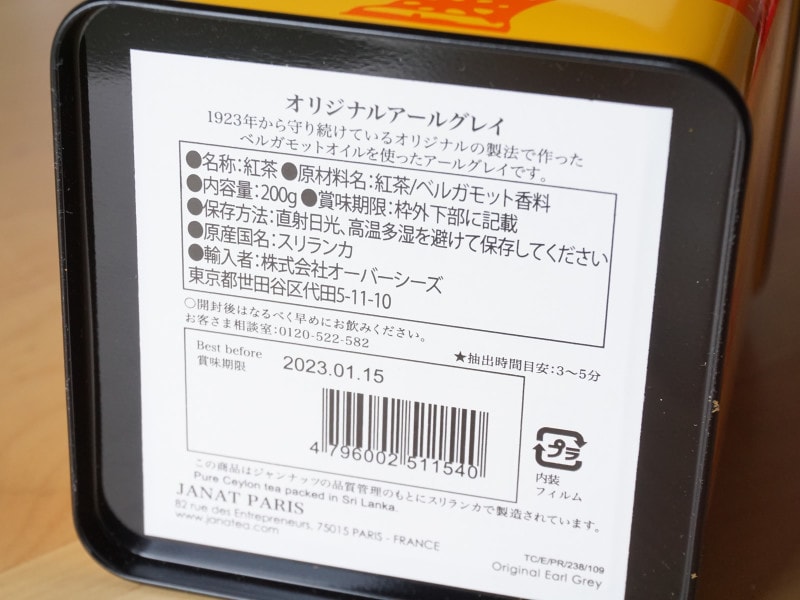 オリジナルアールグレイ
1923年から守り続けているオリジナルの製法で作った
ベルガモットオイルを使ったアールグレイです。
●名称:紅茶 ●原材料名:紅茶/ベルガモット香料
●内容量:200g ●賞味期限:枠外下部に記載
●保存方法:直射日光、高温多湿を避けて保存してください
●原産国名:スリランカ
●輸入者:株式会社オーバーシーズ
東京都世田谷区代田5-11-10
○開封後はなるべく早めにお飲みください。
お客さま相談室:0120-522-582
★抽出時間目安:3〜5分
Best before
賞味期限
2023.01.15
4 796002 511540
プラ
内装
フィルム
この商品はジャンナッツの品質管理のもとにスリランカで製造されています。
Pure Ceylon tea packed in Sri Lanka.
JANAT PARIS
82 rue des Entrepreneurs, 75015 PARIS - FRANCE
www.janatea.com
TC/E/PR/238/109
Original Earl Grey